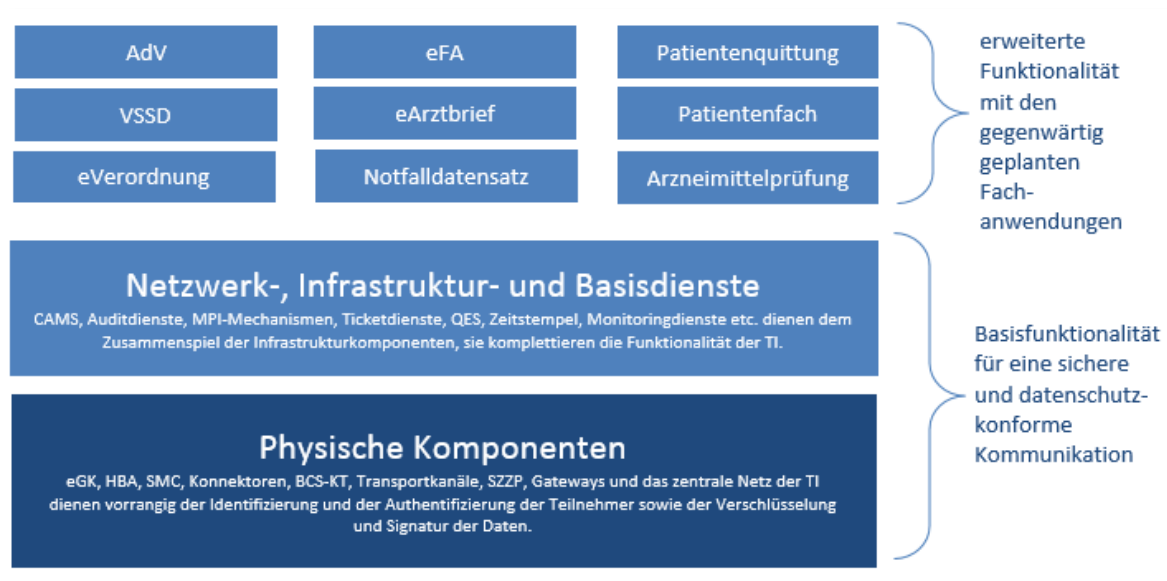 AdV
eFA
Patientenquittung
VSSD
eArztbrief
Patientenfach
eVerordnung
Notfalldatensatz
Arzneimittelprüfung
erweiterte
Funktionalität
mit den
gegenwärtig
geplanten
Fach-
anwendungen
Netzwerk-, Infrastruktur- und Basisdienste
CAMS, Auditdienste, MPI-Mechanismen, Ticketdienste, QES, Zeitstempel, Monitoringdienste etc. dienen dem
Zusammenspiel der Infrastrukturkomponenten, sie komplettieren die Funktionalität der TI.
Physische Komponenten
eGK, HBA, SMC, Konnektoren, BCS-KT, Transportkanäle, SZZP, Gateways und das zentrale Netz der TI
dienen vorrangig der Identifizierung und der Authentifizierung der Teilnehmer sowie der Verschlüsselung
und Signatur der Daten.
Basisfunktionalität
für eine sichere
und datenschutz-
konforme
Kommunikation